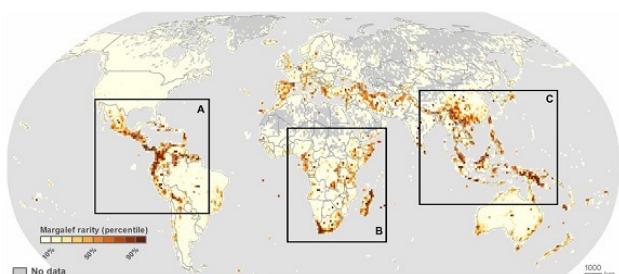 A
C
B
Margalef rarity (percentile)
10%
50%
90%
No data
1000